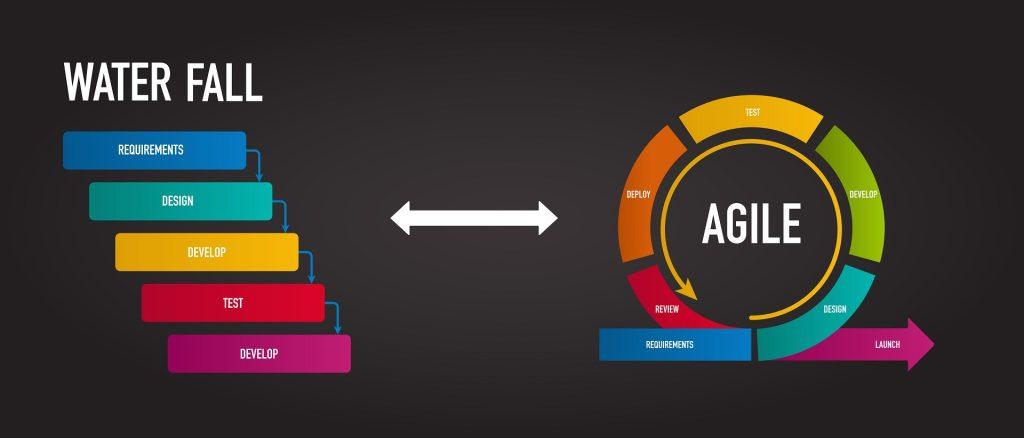 WATER FALL
REQUIREMENTS
DESIGN
DEVELOP
TEST
DEVELOP
TEST
DEPLOY
DEVELOP
AGILE
REVIEW
DESIGN
REQUIREMENTS
LAUNCH